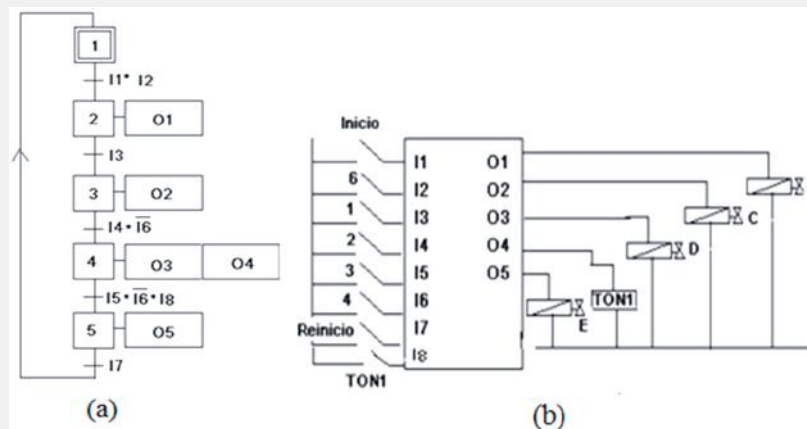 1
I1* I2
2 O1
I3
3 O2
I4 • I6̅
4 O3 O4
I5 • I6̅ • I8
5 O5
I7
(a)
Inicio
I1 O1
6
I2 O2
C
1
I3 O3
D
2
I4 O4
3
I5 O5
TON1
4
I6
E
I7
Reinicio
I8
TON1
(b)